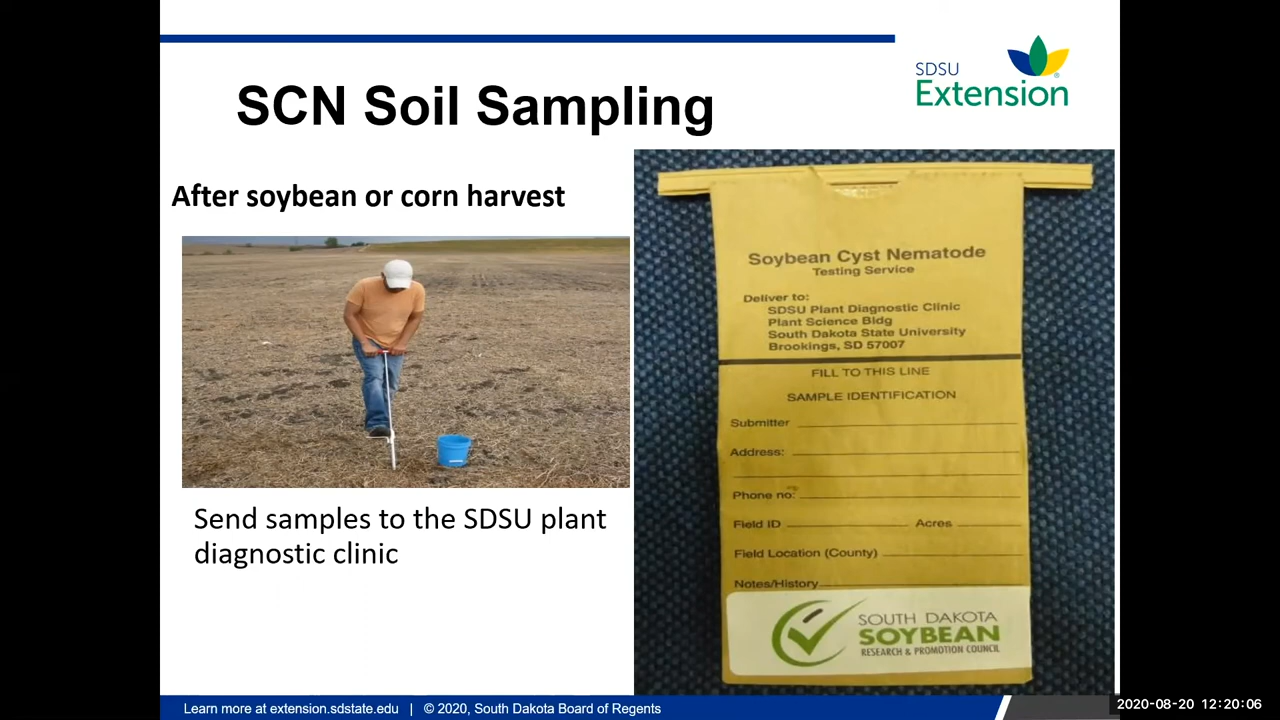 SDSU
Extension
SCN Soil Sampling
After soybean or corn harvest
Send samples to the SDSU plant
diagnostic clinic
Soybean Cyst Nematode
Testing Service
Deliver to:
SDSU Plant Diagnostic Clinic
Plant Science Bldg
South Dakota State University
Brookings, SD 57007
FILL TO THIS LINE
SAMPLE IDENTIFICATION
Submitter
Address:
Phone no:
Field ID Acres
Field Location (County)
Notes/History
SOUTH DAKOTA
SOYBEAN
RESEARCH & PROMOTION COUNCIL
Learn more at extension.sdstate.edu | © 2020, South Dakota Board of Regents
2020-08-20 12:20:06